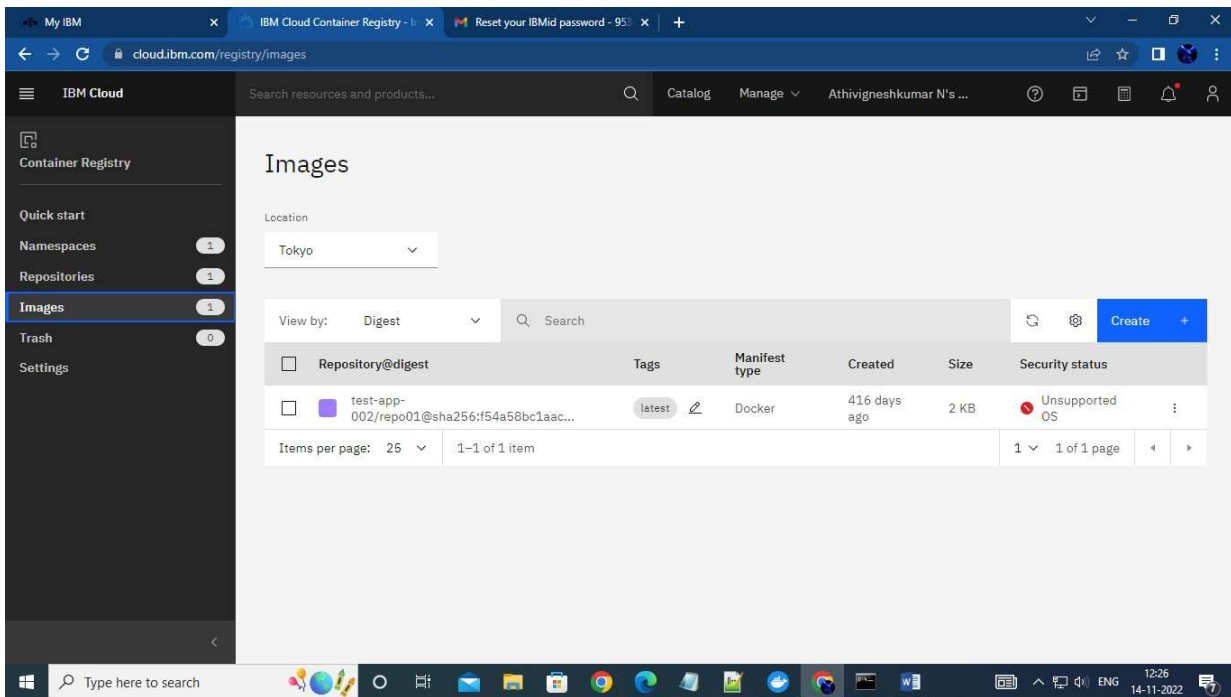 My IBM
IBM Cloud Container Registry - I
Reset your IBMid password - 953
cloud.ibm.com/registry/images
IBM Cloud
Search resources and products...
Catalog
Manage
Athivigneshkumar N's ...
Container Registry
Quick start
Namespaces 1
Repositories 1
Images 1
Trash 0
Settings
Images
Location
Tokyo
View by: Digest
Search
Create +
Repository@digest Tags Manifest type Created Size Security status
test-app-
002/repo01@sha256:f54a58bc1aac...
latest
Docker
416 days
ago
2 KB
Unsupported
OS
Items per page: 25 1–1 of 1 item
1 1 of 1 page
Type here to search
ENG
12:26
14-11-2022
7